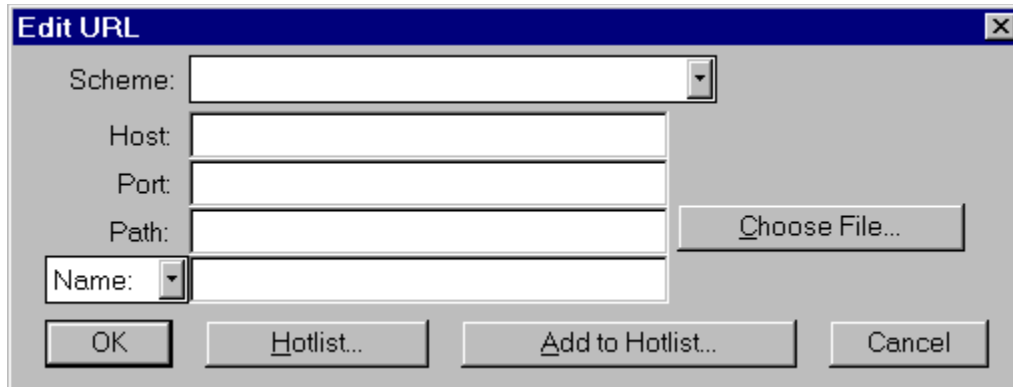 Edit URL
Scheme:
Host:
Port:
Path:
Choose File...
Name:
OK Hotlist... Add to Hotlist... Cancel